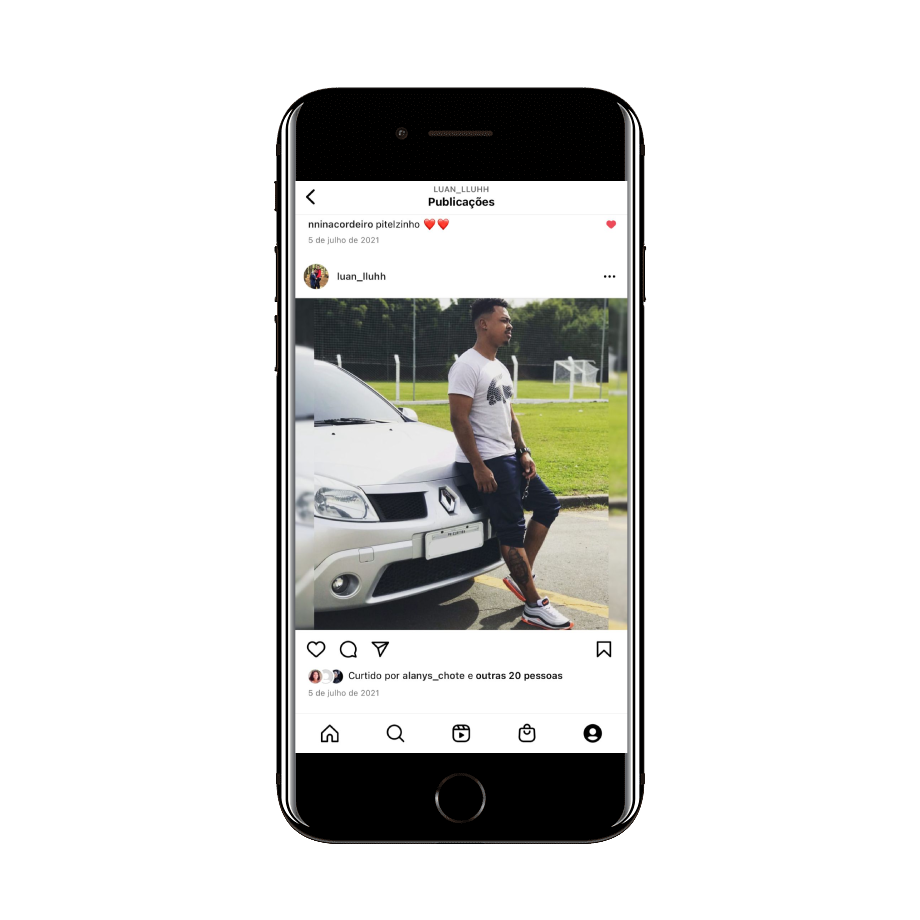 LUAN_LLUHH
Publicações
nninacordeiro pitelzinho ❤️❤️
5 de julho de 2021
luan_lluhh
Curtido por alanys_chote e outras 20 pessoas
5 de julho de 2021